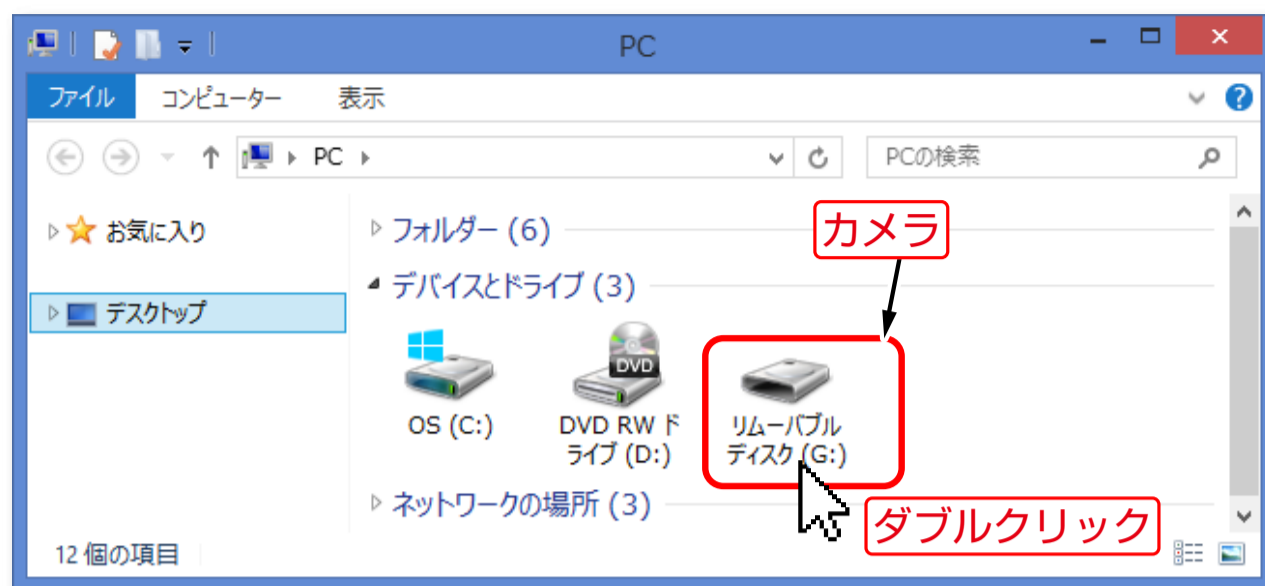 PC
ファイル コンピューター 表示
PC
PCの検索
お気に入り
デスクトップ
フォルダー (6)
カメラ
デバイスとドライブ (3)
DVD
OS (C:)
DVD RW ド
ライブ (D:)
リムーバブル
ディスク (G:)
ネットワークの場所 (3)
ダブルクリック
12 個の項目